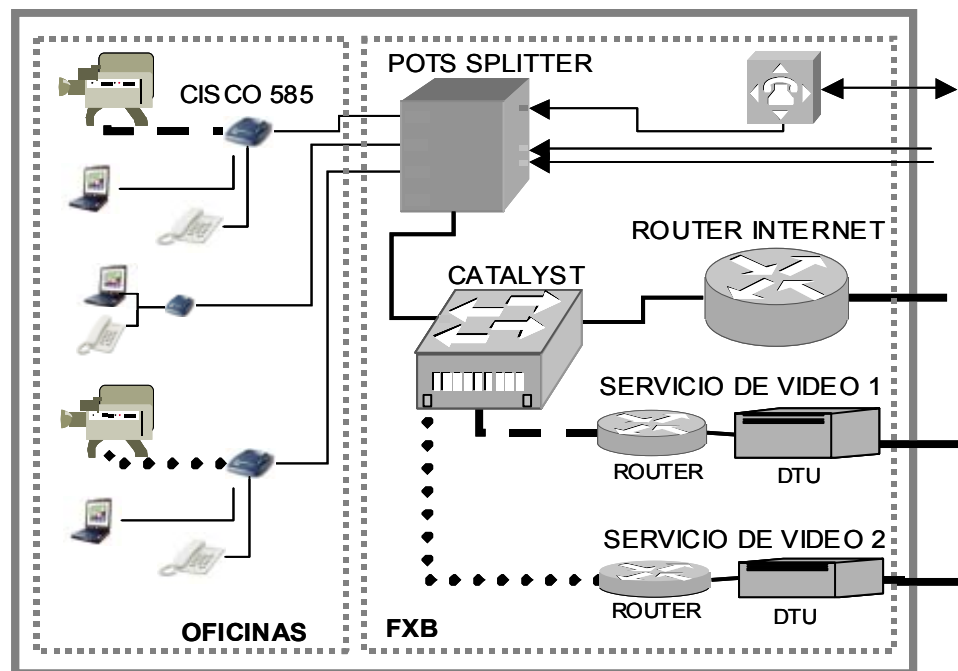 POTS SPLITTER
CISCO 585
ROUTER INTERNET
CATALYST
SERVICIO DE VIDEO 1
ROUTER
DTU
SERVICIO DE VIDEO 2
ROUTER
DTU
OFICINAS
FXB